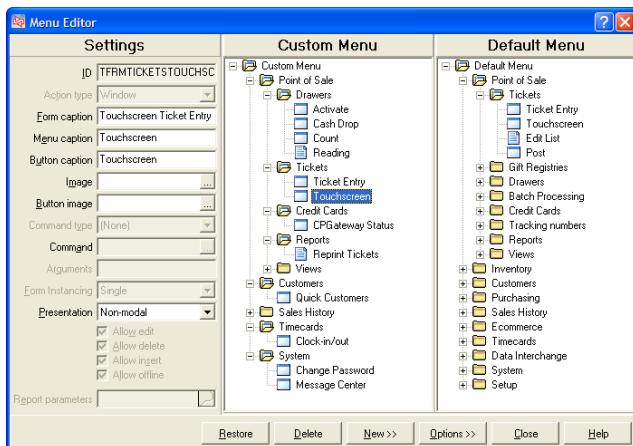 Menu Editor
Settings
ID TFRMTICKETSTOUCHSC
Action type Window
Form caption Touchscreen Ticket Entry
Menu caption Touchscreen
Button caption Touchscreen
Image ...
Button image ...
Command type (None)
Command
Arguments
Form Instancing Single
Presentation Non-modal
Allow edit
Allow delete
Allow insert
Allow offline
Report parameters
Custom Menu
Custom Menu
Point of Sale
Drawers
Activate
Cash Drop
Count
Reading
Tickets
Ticket Entry
Touchscreen
Credit Cards
CPGateway Status
Reports
Reprint Tickets
Views
Customers
Quick Customers
Sales History
Timecards
Clock-in/out
System
Change Password
Message Center
Default Menu
Default Menu
Point of Sale
Tickets
Ticket Entry
Touchscreen
Edit List
Post
Gift Registries
Drawers
Batch Processing
Credit Cards
Tracking numbers
Reports
Views
Inventory
Customers
Purchasing
Sales History
Ecommerce
Timecards
Data Interchange
System
Setup
Restore Delete New >> Options >> Close Help